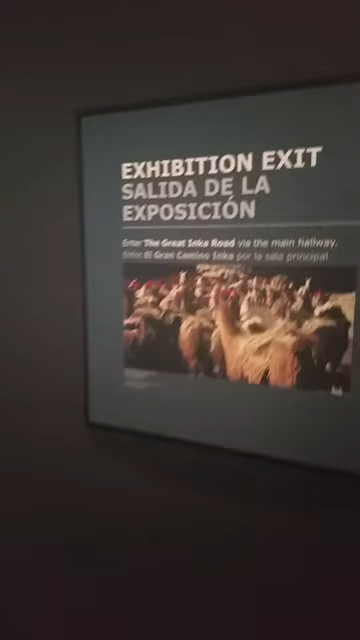 EXHIBITION EXIT
SALIDA DE LA
EXPOSICIÓN
Enter The Great Inka Road via the main hallway.
Entre El Gran Camino Inka por la sala principal